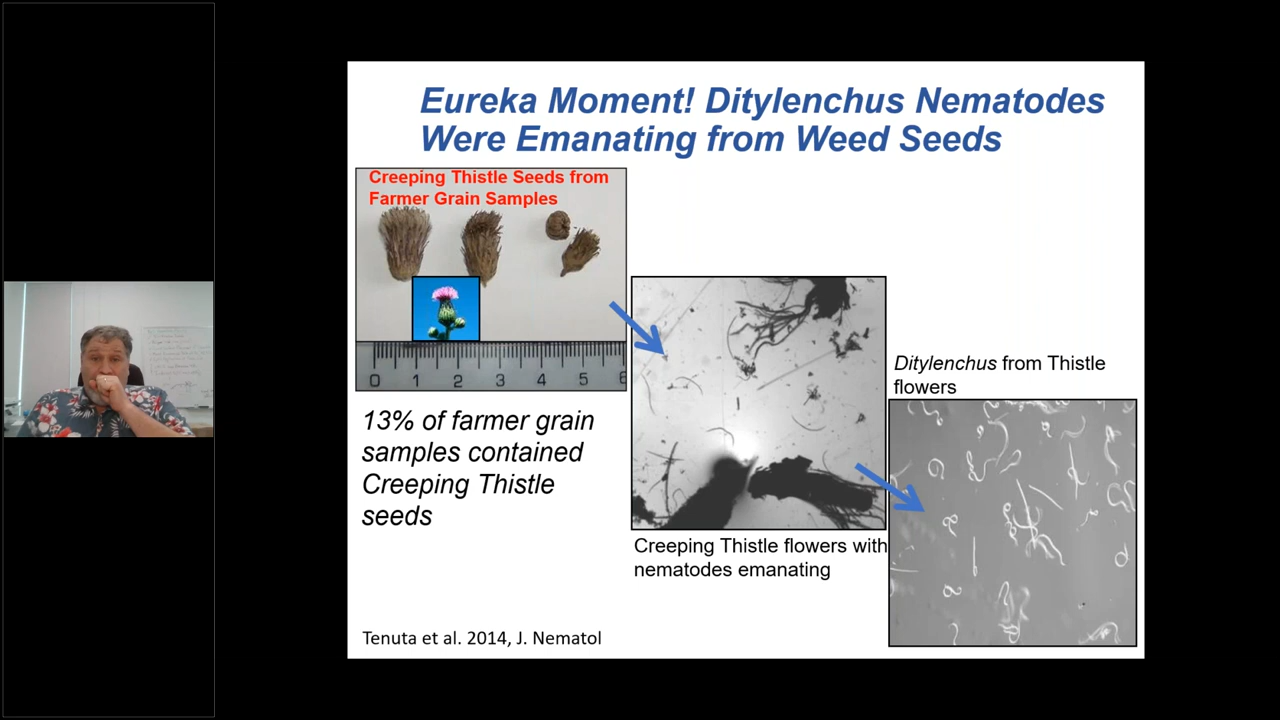 Eureka Moment! Ditylenchus Nematodes
Were Emanating from Weed Seeds
Creeping Thistle Seeds from
Farmer Grain Samples
0 1 2 3 4 5 6
13% of farmer grain
samples contained
Creeping Thistle
seeds
Creeping Thistle flowers with
nematodes emanating
Ditylenchus from Thistle
flowers
Tenuta et al. 2014, J. Nematol